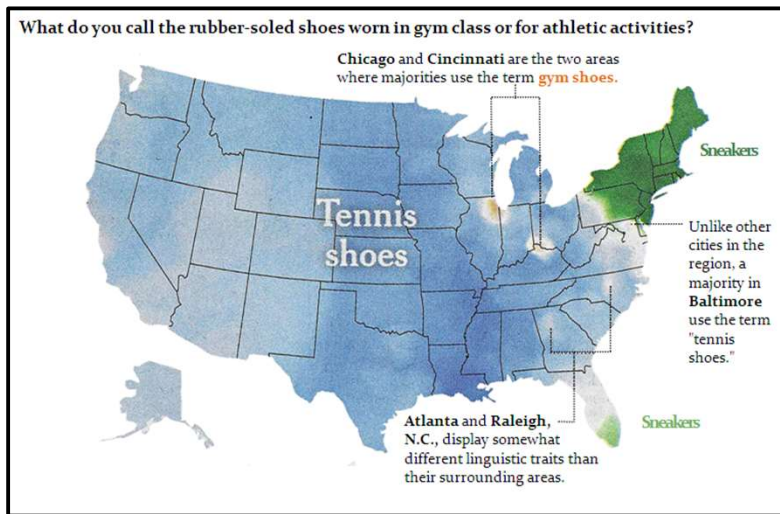 What do you call the rubber-soled shoes worn in gym class or for athletic activities?
Chicago and Cincinnati are the two areas
where majorities use the term gym shoes.
Sneakers
Tennis
shoes
Unlike other
cities in the
region, a
majority in
Baltimore
use the term
"tennis
shoes."
Atlanta and Raleigh,
N.C., display somewhat
different linguistic traits than
their surrounding areas.
Sneakers